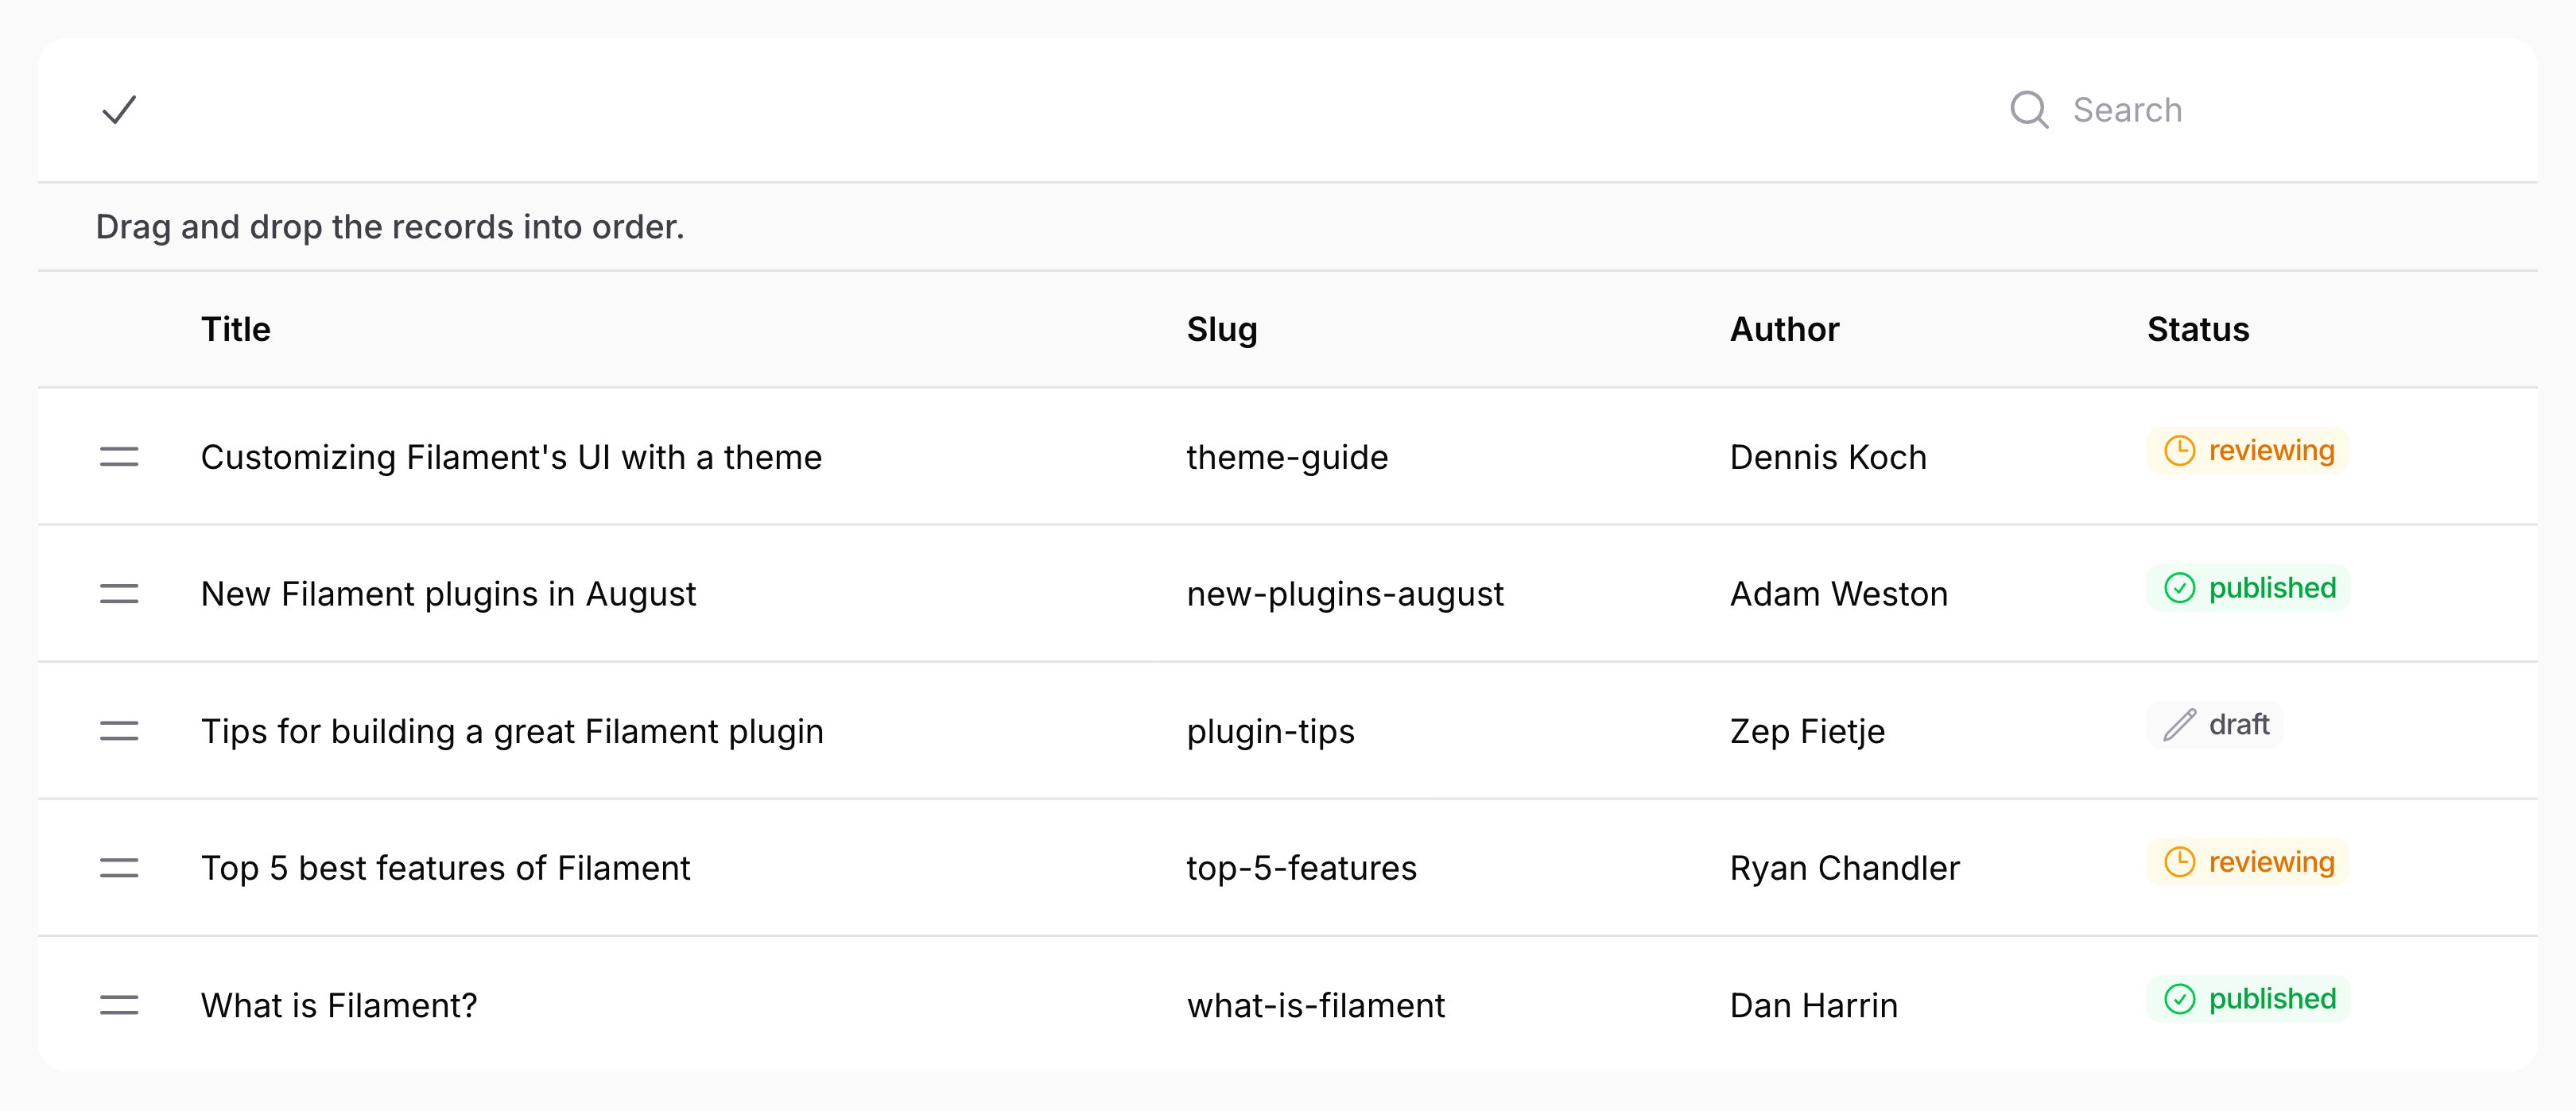 Search
Drag and drop the records into order.
Title Slug Author Status
Customizing Filament's UI with a theme theme-guide Dennis Koch reviewing
New Filament plugins in August new-plugins-august Adam Weston published
Tips for building a great Filament plugin plugin-tips Zep Fietje draft
Top 5 best features of Filament top-5-features Ryan Chandler reviewing
What is Filament? what-is-filament Dan Harrin published